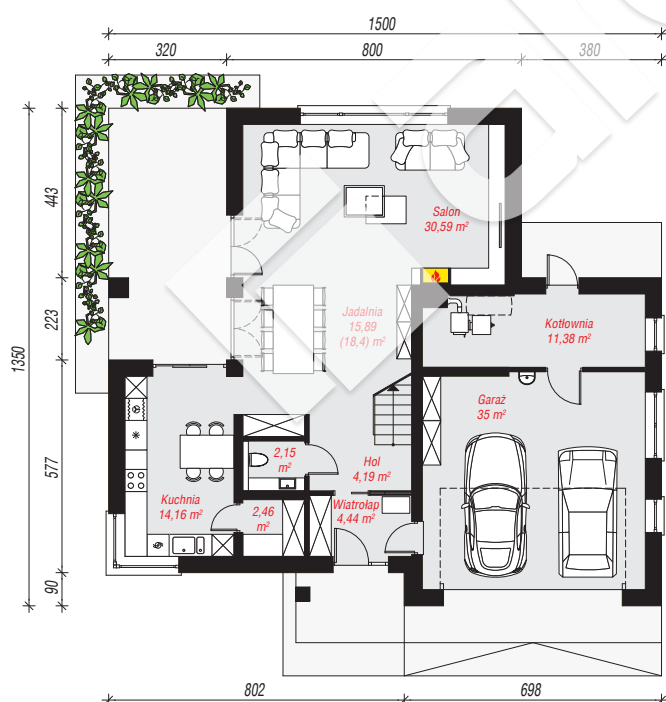 1500
320 800 380
443
223
1350
577
90
Salon
30,59 m²
Jadalnia
15,89
(18,4) m²
Kotłownia
11,38 m²
Garaż
35 m²
2,15
m²
Hol
4,19 m²
Kuchnia
14,16 m²
2,46
m²
Wiatrołap
4,44 m²
802 698